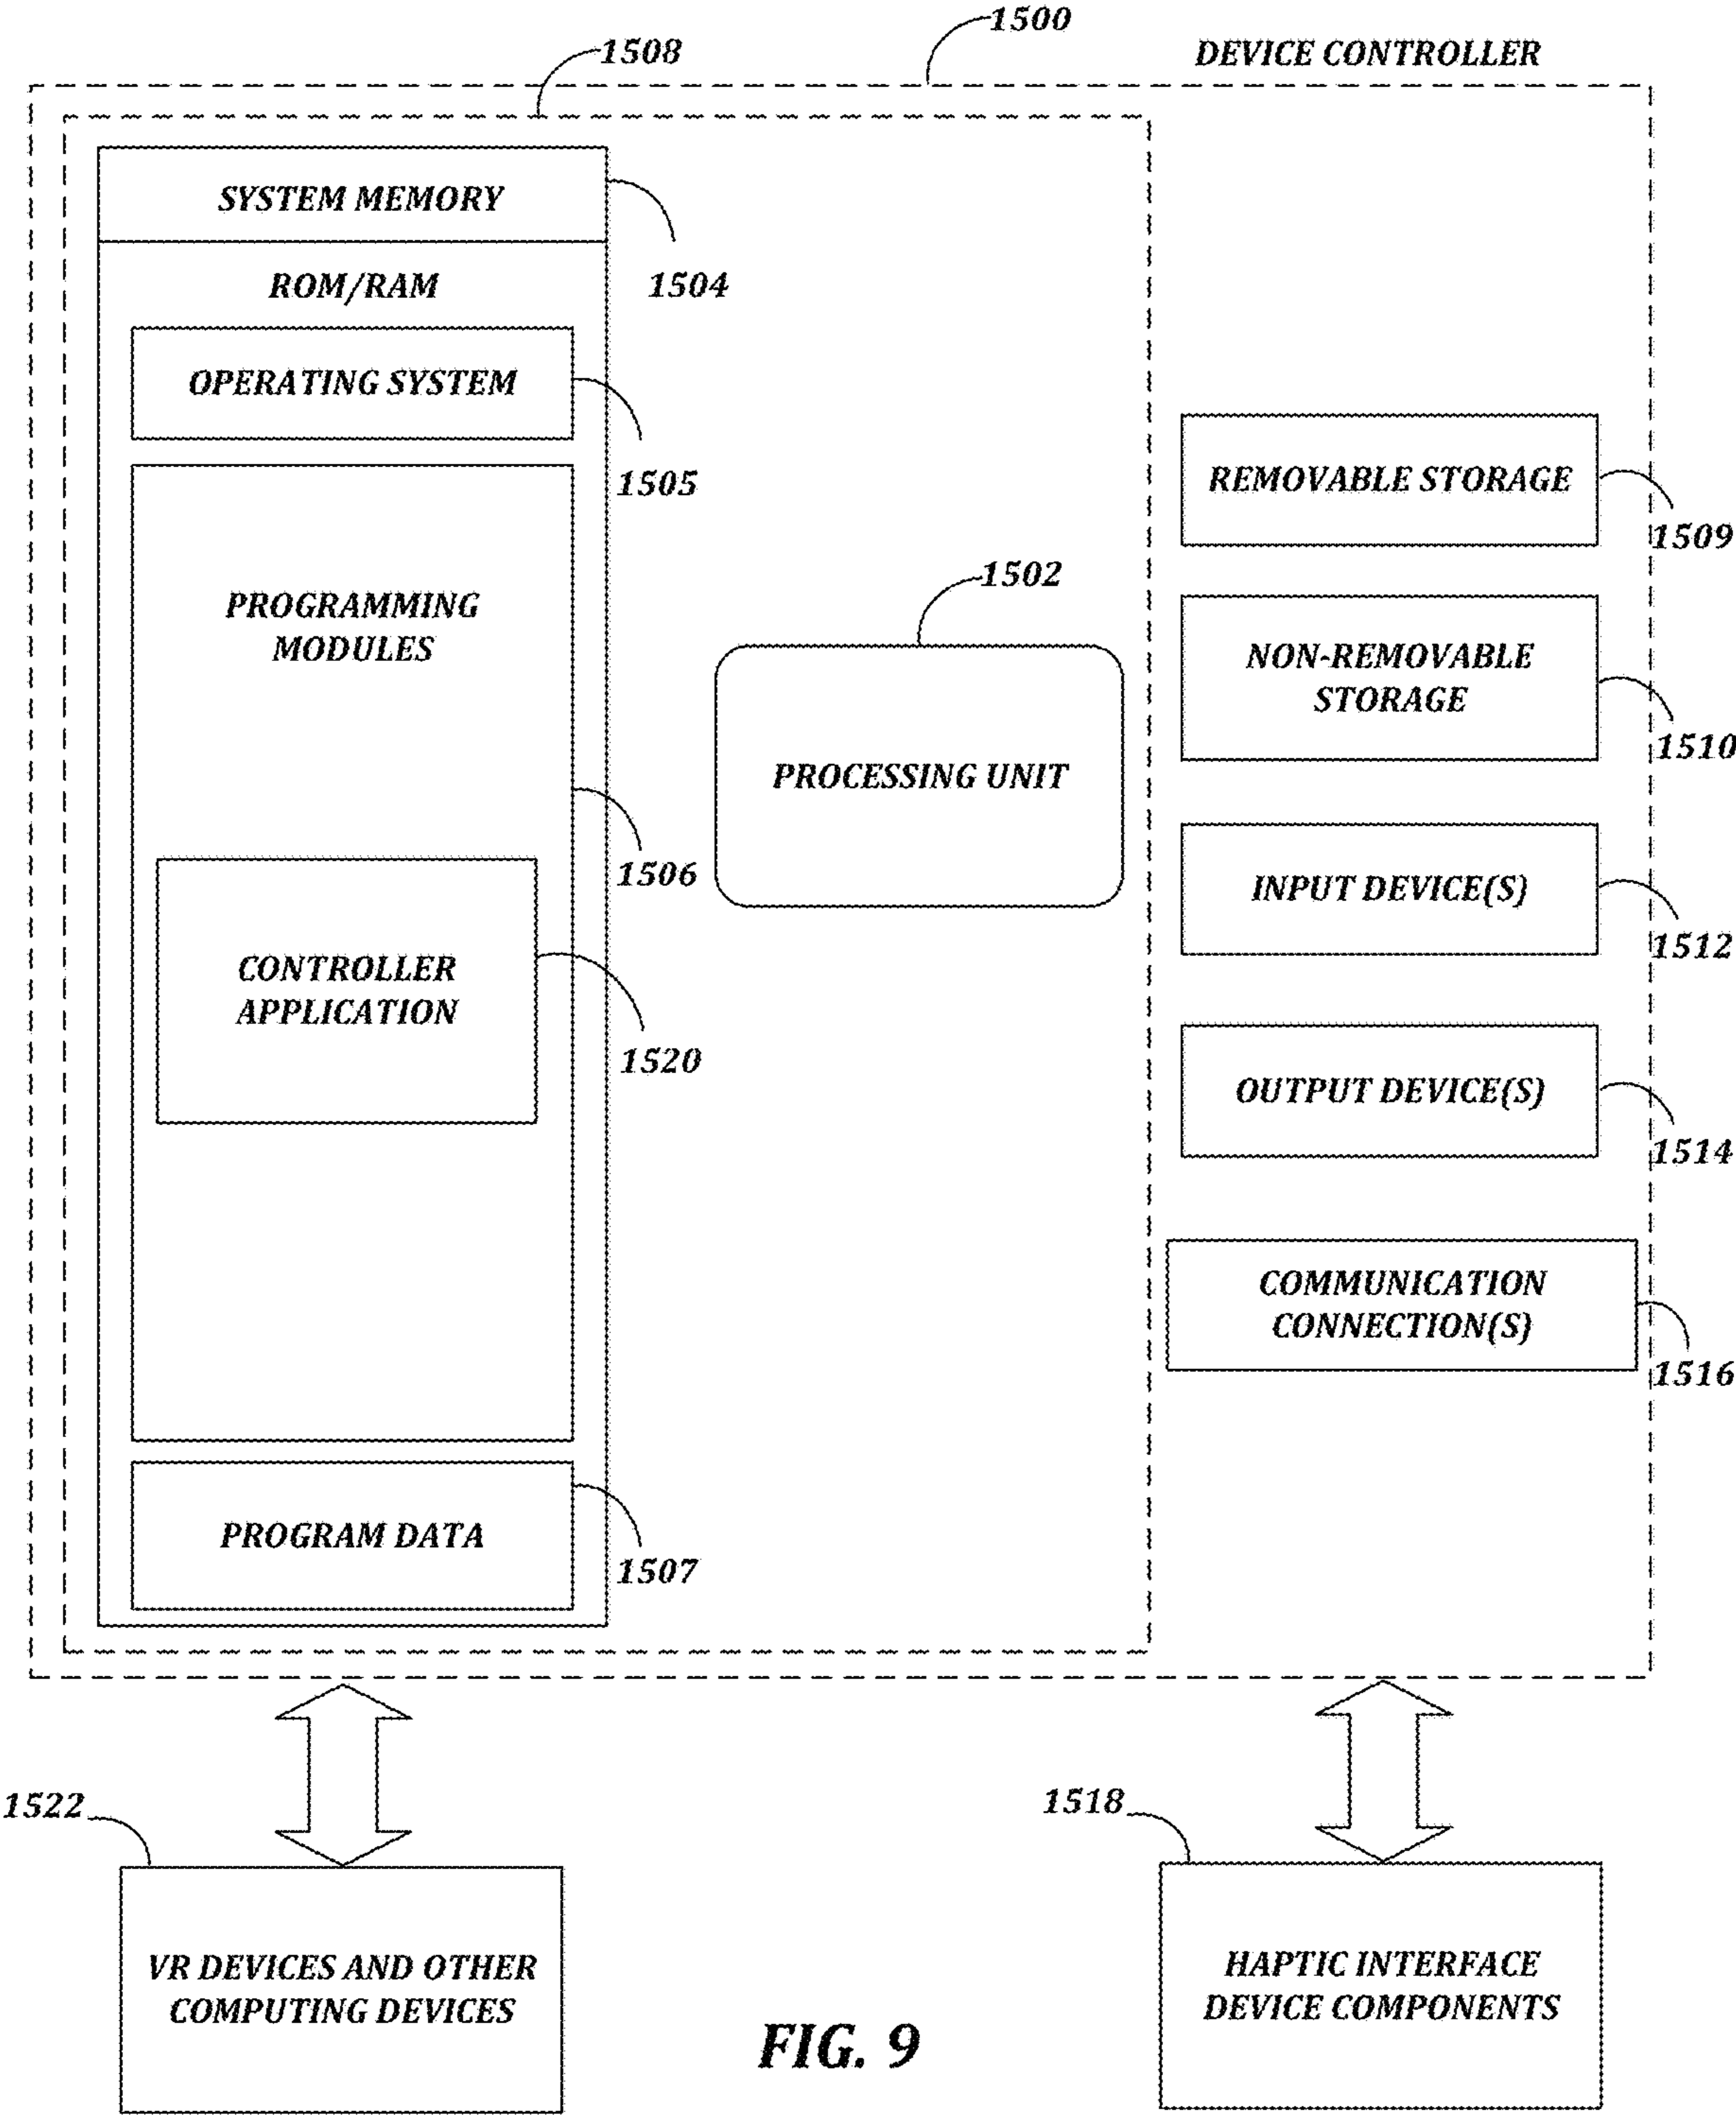 1500
1508
DEVICE CONTROLLER
SYSTEM MEMORY
1504
ROM/RAM
OPERATING SYSTEM
1505
PROGRAMMING
MODULES
1506
CONTROLLER
APPLICATION
1520
PROGRAM DATA
1507
1502
PROCESSING UNIT
REMOVABLE STORAGE
1509
NON-REMOVABLE
STORAGE
1510
INPUT DEVICE(S)
1512
OUTPUT DEVICE(S)
1514
COMMUNICATION
CONNECTION(S)
1516
1522
VR DEVICES AND OTHER
COMPUTING DEVICES
1518
HAPTIC INTERFACE
DEVICE COMPONENTS
FIG. 9